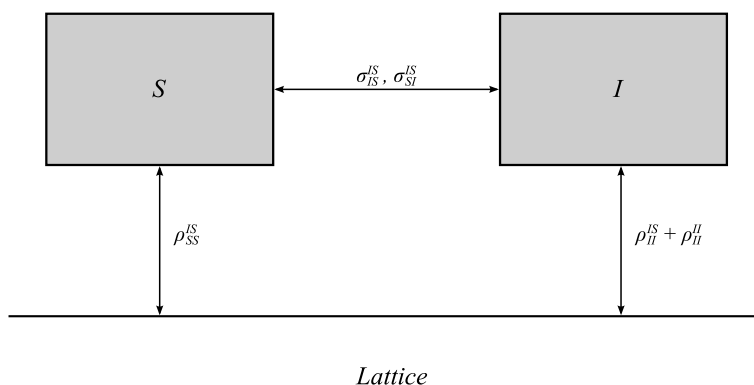 S
σ_{IS}^{IS}, σ_{SI}^{IS}
I
ρ_{SS}^{IS}
ρ_{II}^{IS} + ρ_{II}^{II}
Lattice